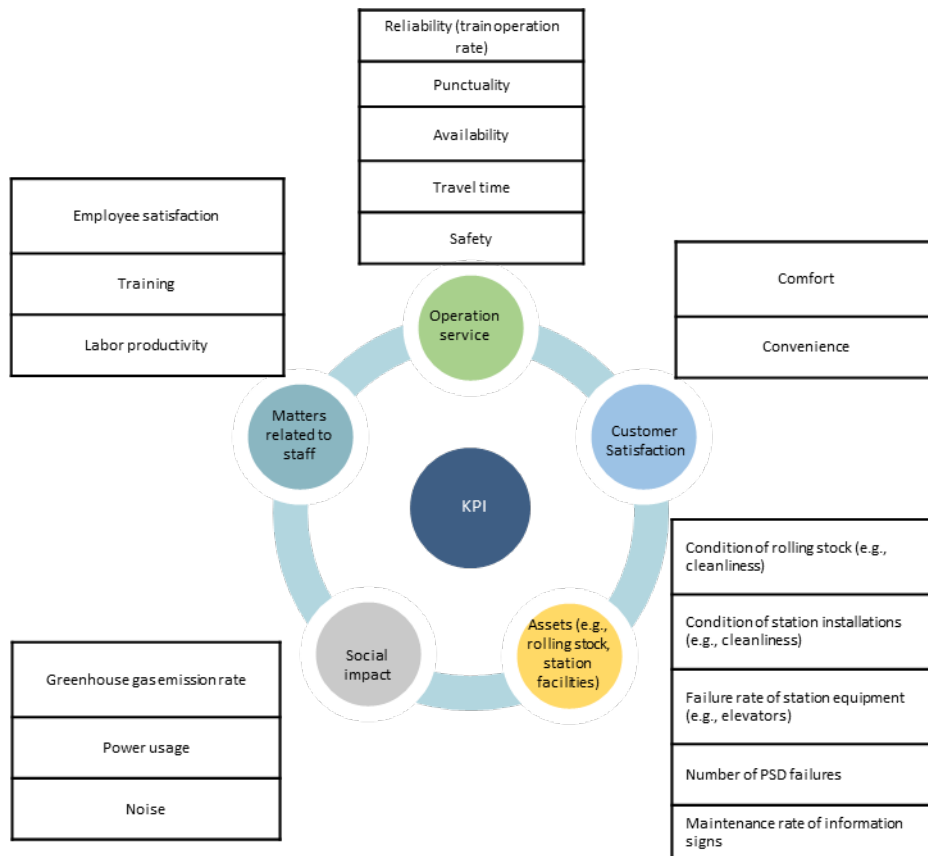 Reliability (train operation
rate)
Punctuality
Availability
Travel time
Safety
Employee satisfaction
Training
Labor productivity
Comfort
Convenience
Operation
service
Matters
related to
staff
Customer
Satisfaction
KPI
Social
impact
Assets (e.g.,
rolling stock,
station
facilities)
Condition of rolling stock (e.g.,
cleanliness)
Condition of station installations
(e.g., cleanliness)
Failure rate of station equipment
(e.g., elevators)
Number of PSD failures
Maintenance rate of information
signs
Greenhouse gas emission rate
Power usage
Noise